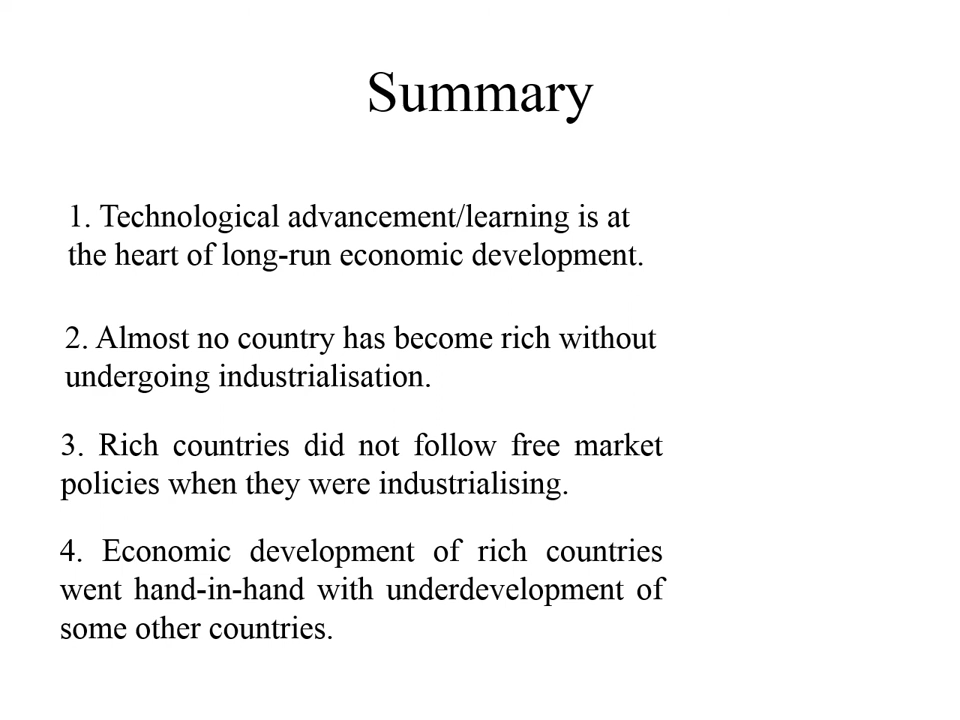 Summary
1. Technological advancement/learning is at
the heart of long-run economic development.
2. Almost no country has become rich without
undergoing industrialisation.
3. Rich countries did not follow free market
policies when they were industrialising.
4. Economic development of rich countries
went hand-in-hand with underdevelopment of
some other countries.